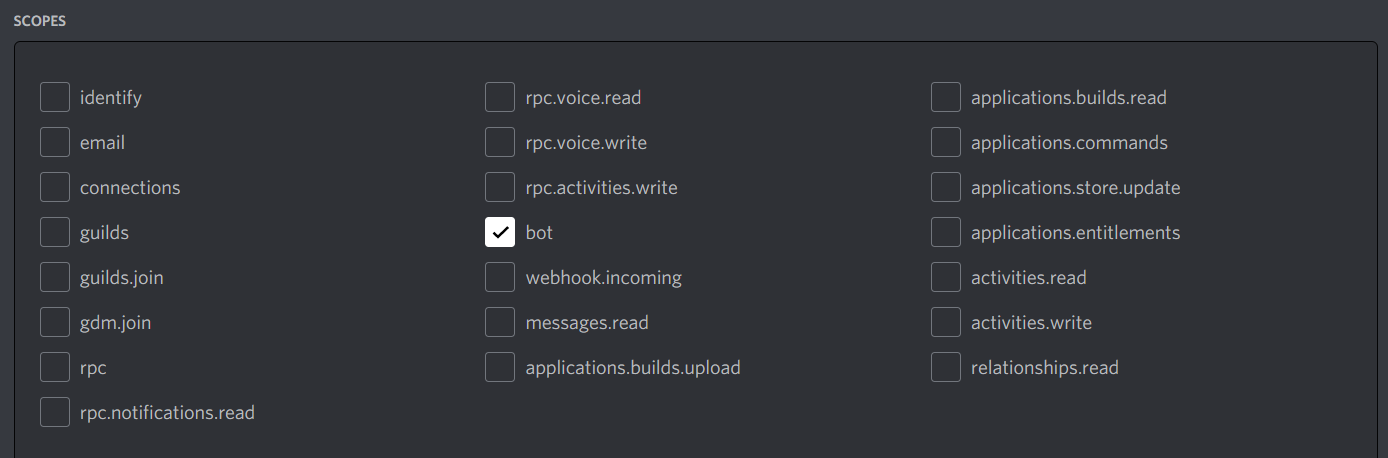 SCOPES
identify
email
connections
guilds
guilds.join
gdm.join
rpc
rpc.notifications.read
rpc.voice.read
rpc.voice.write
rpc.activities.write
bot
webhook.incoming
messages.read
applications.builds.upload
applications.builds.read
applications.commands
applications.store.update
applications.entitlements
activities.read
activities.write
relationships.read